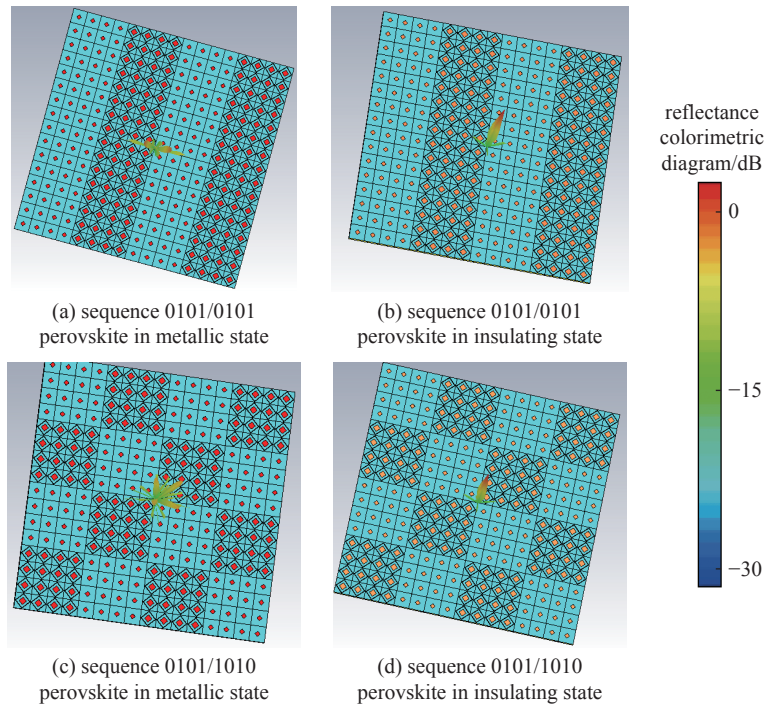 reflectance
colorimetric
diagram/dB
0
−15
−30
(a) sequence 0101/0101
perovskite in metallic state
(b) sequence 0101/0101
perovskite in insulating state
(c) sequence 0101/1010
perovskite in metallic state
(d) sequence 0101/1010
perovskite in insulating state